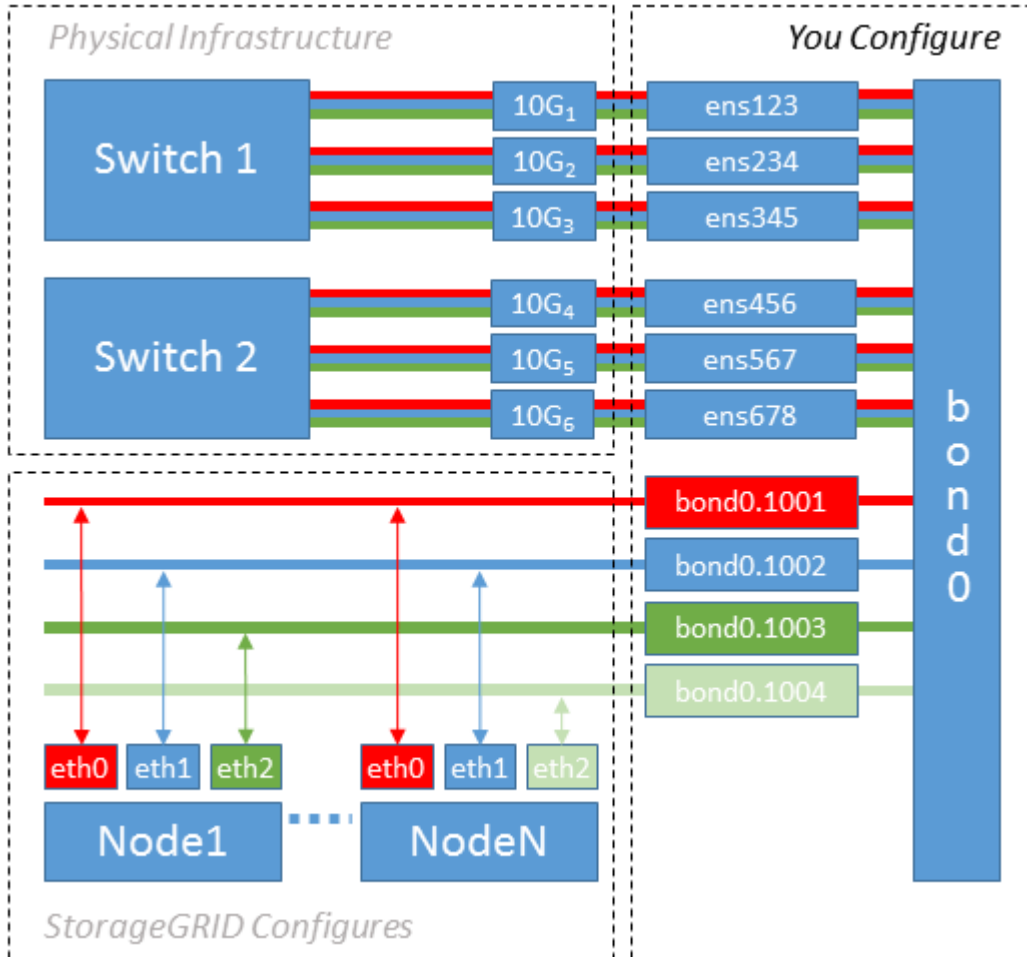 Physical Infrastructure
You Configure
Switch 1
10G₁
ens123
10G₂
ens234
10G₃
ens345
Switch 2
10G₄
ens456
10G₅
ens567
10G₆
ens678
bond0
bond0.1001
bond0.1002
bond0.1003
bond0.1004
eth0
eth1
eth2
eth0
eth1
eth2
Node1
NodeN
StorageGRID Configures